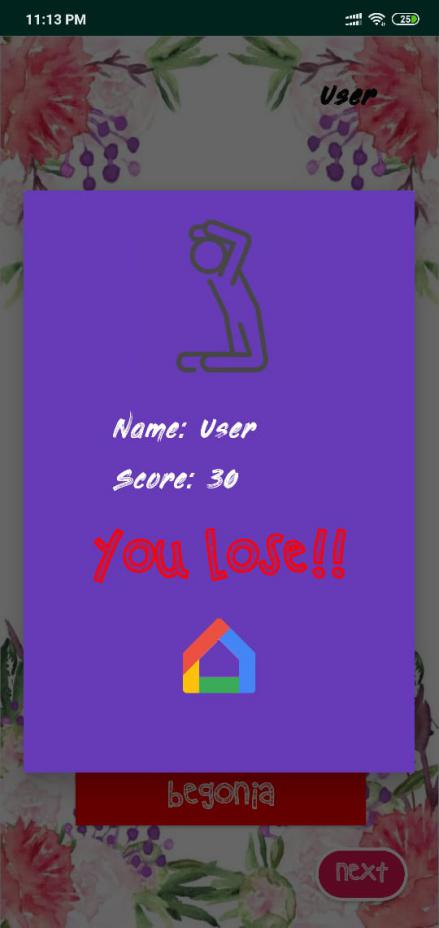 11:13 PM
25
User
Name: User
Score: 30
You Lose!!
begonia
next